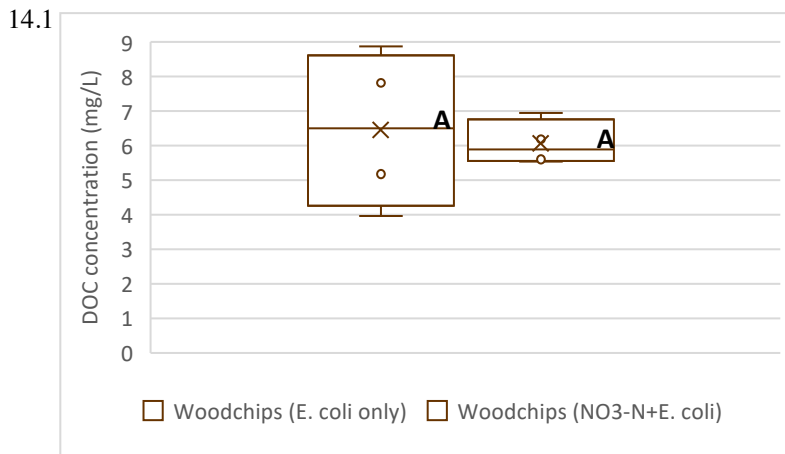 14.1
DOC concentration (mg/L)
9
8
7
6
5
4
3
2
1
0
A
A
Woodchips (E. coli only)
Woodchips (NO3-N+E. coli)